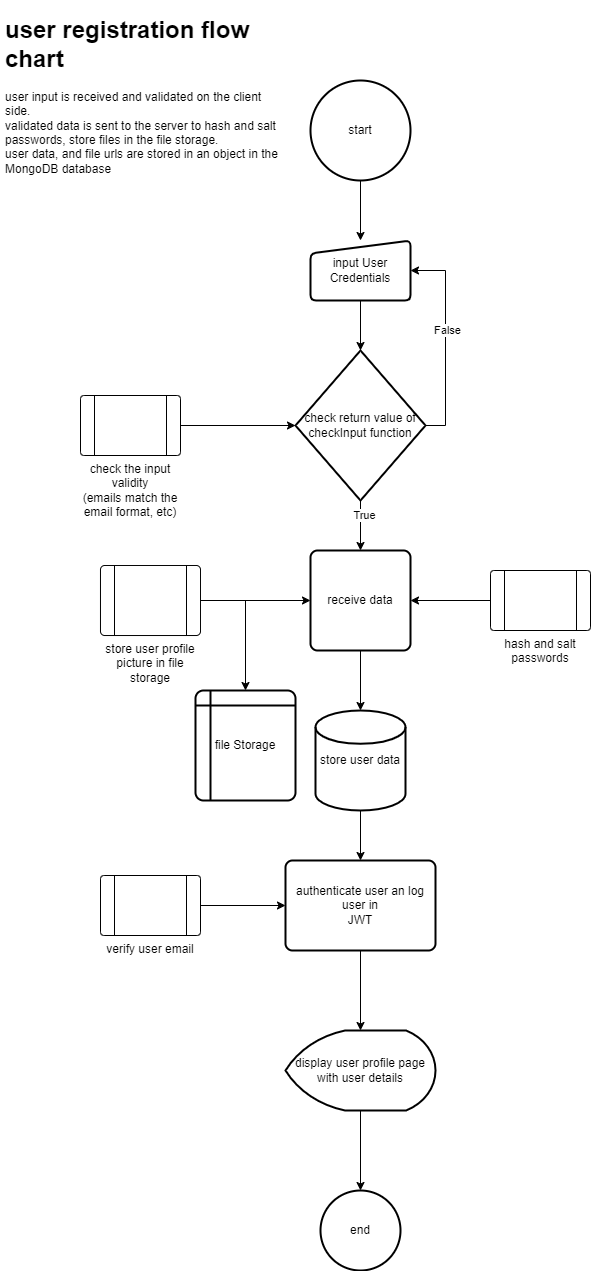 user registration flow
chart
user input is received and validated on the client
side.
validated data is sent to the server to hash and salt
passwords, store files in the file storage.
user data, and file urls are stored in an object in the
MongoDB database
start
input User
Credentials
False
check return value of
checkInput function
check the input
validity
(emails match the
email format, etc)
True
receive data
store user profile
picture in file
storage
hash and salt
passwords
file Storage
store user data
authenticate user an log
user in
JWT
verify user email
display user profile page
with user details
end